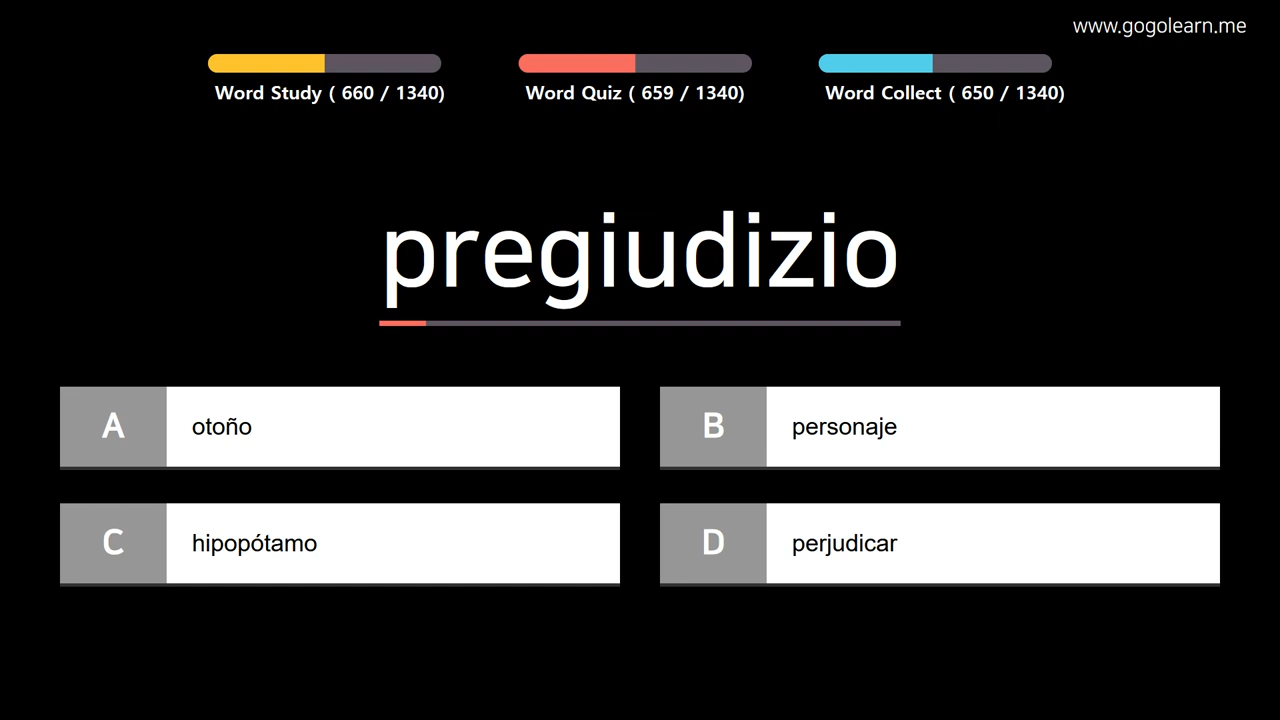 www.gogolearn.me
Word Study ( 660 / 1340)
Word Quiz ( 659 / 1340)
Word Collect ( 650 / 1340)
pregiudizio
A otoño
B personaje
C hipopótamo
D perjudicar